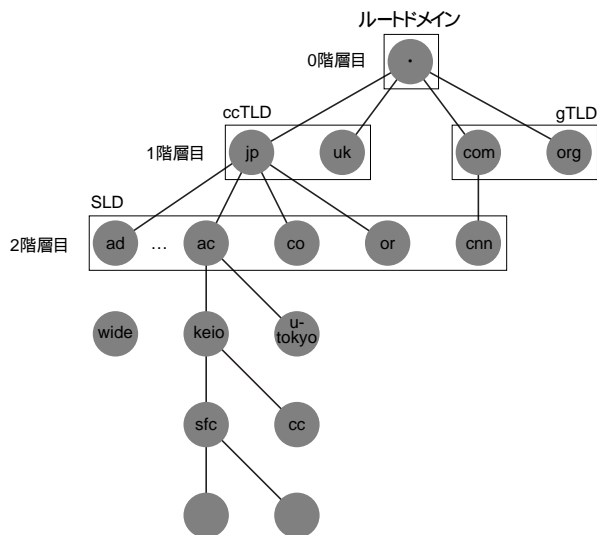 ルートドメイン
0階層目
・
ccTLD
gTLD
1階層目
jp
uk
com
org
SLD
2階層目
ad
…
ac
co
or
cnn
wide
keio
u-
tokyo
sfc
cc